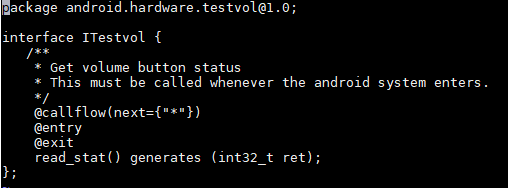 package android.hardware.testvol@1.0;
interface ITestvol {
/**
* Get volume button status
* This must be called whenever the android system enters.
*/
@callflow(next={"*"})
@entry
@exit
read_stat() generates (int32_t ret);
};